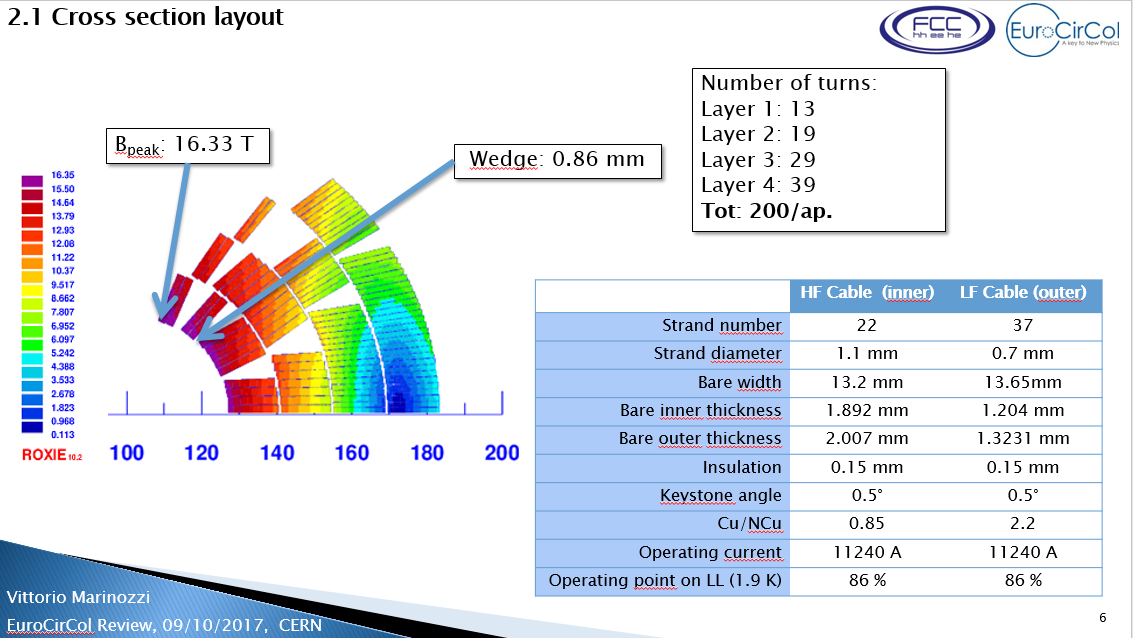 2.1 Cross section layout
FCC
hh ee he
EuroCirCol
A key to New Physics
Number of turns:
Layer 1: 13
Layer 2: 19
Layer 3: 29
Layer 4: 39
Tot: 200/ap.
Bpeak: 16.33 T
Wedge: 0.86 mm
16.35
15.50
14.64
13.79
12.93
12.08
11.22
10.37
9.517
8.662
7.807
6.952
6.097
5.242
4.388
3.533
2.678
1.823
0.968
0.113
ROXIE 10.2
100 120 140 160 180 200
HF Cable (inner) LF Cable (outer)
Strand number 22 37
Strand diameter 1.1 mm 0.7 mm
Bare width 13.2 mm 13.65mm
Bare inner thickness 1.892 mm 1.204 mm
Bare outer thickness 2.007 mm 1.3231 mm
Insulation 0.15 mm 0.15 mm
Keystone angle 0.5° 0.5°
Cu/NCu 0.85 2.2
Operating current 11240 A 11240 A
Operating point on LL (1.9 K) 86 % 86 %
Vittorio Marinozzi
EuroCirCol Review, 09/10/2017, CERN
6